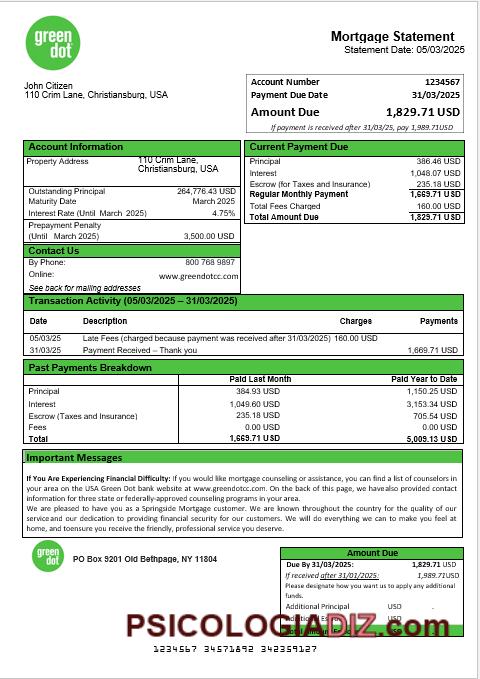 green
dot
Mortgage Statement
Statement Date: 05/03/2025
John Citizen
110 Crim Lane, Christiansburg, USA
Account Number 1234567
Payment Due Date 31/03/2025
Amount Due 1,829.71 USD
If payment is received after 31/03/25, pay 1,989.71USD
Account Information
Property Address 110 Crim Lane,
Christiansburg, USA
Outstanding Principal 264,776.43 USD
Maturity Date March 2025
Interest Rate (Until March 2025) 4.75%
Prepayment Penalty
(Until March 2025) 3,500.00 USD
Contact Us
By Phone: 800 768 9897
Online: www.greendotcc.com
See back for mailing addresses
Current Payment Due
Principal 386.46 USD
Interest 1,048.07 USD
Escrow (for Taxes and Insurance) 235.18 USD
Regular Monthly Payment 1,669.71 USD
Total Fees Charged 160.00 USD
Total Amount Due 1,829.71 USD
Transaction Activity (05/03/2025 – 31/03/2025)
Date Description Charges Payments
05/03/25 Late Fees (charged because payment was received after 31/03/2025) 160.00 USD
31/03/25 Payment Received – Thank you 1,669.71 USD
Past Payments Breakdown
Paid Last Month Paid Year to Date
Principal 384.93 USD 1,150.25 USD
Interest 1,049.60 USD 3,153.34 USD
Escrow (Taxes and Insurance) 235.18 USD 705.54 USD
Fees 0.00 USD 0.00 USD
Total 1,669.71 USD 5,009.13 USD
Important Messages
If You Are Experiencing Financial Difficulty: If you would like mortgage counseling or assistance, you can find a list of counselors in
your area on the USA Green Dot bank website at www.greendotcc.com. On the back of this page, we havealso provided contact
information for three state or federally-approved counseling programs in your area.
We are pleased to have you as a Springside Mortgage customer. We are known throughout the country for the quality of our
serviceand our dedication to providing financial security for our customers. We will do everything we can to make you feel at
home, and toensure you receive the friendly, professional service you deserve.
green
dot
PO Box 9201 Old Bethpage, NY 11804
Amount Due
Due By 31/03/2025: 1,829.71 USD
If received after 31/01/2025: 1,989.71USD
Please designate how you want us to apply any additional
funds.
Additional Principal USD .
Additional USD .
PSICOLOGIADIZ.com
1234567 34571892 342359127